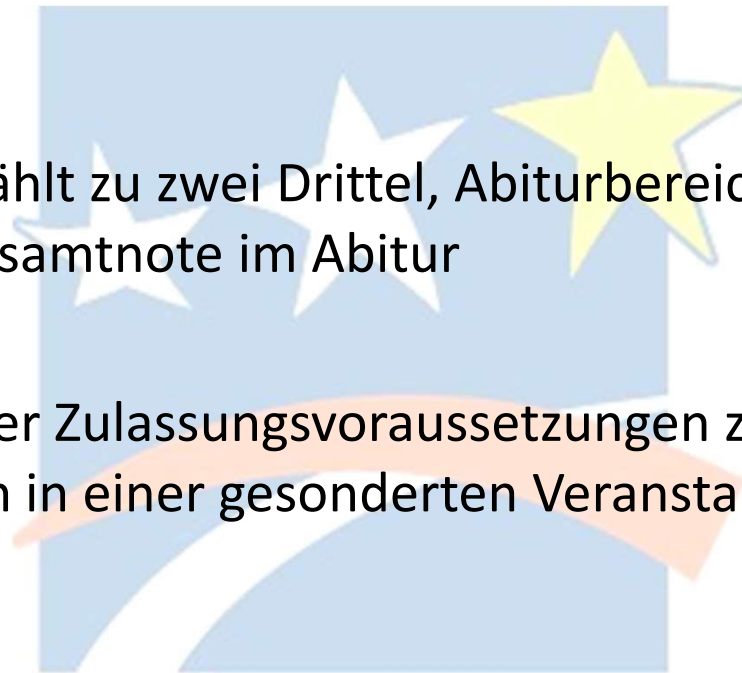 ählt zu zwei Drittel, Abiturbereic
samtnote im Abitur
er Zulassungsvoraussetzungen z
n in einer gesonderten Veransta